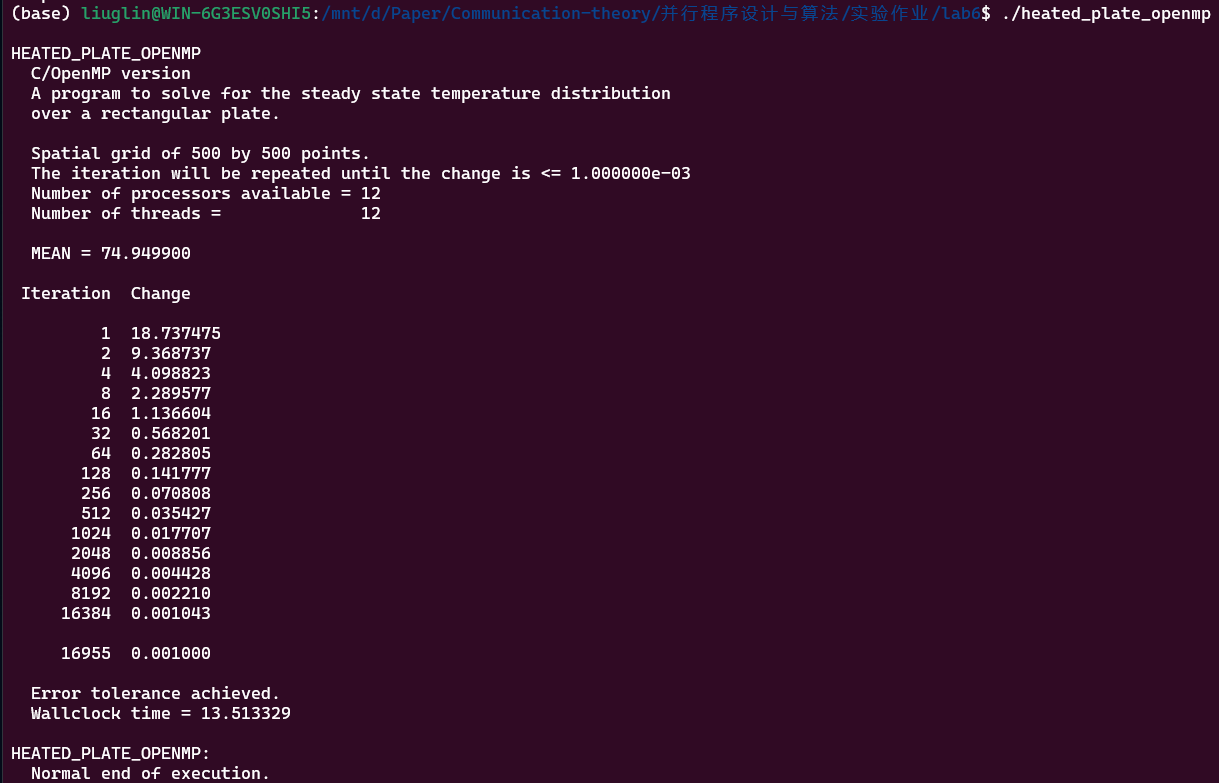 (base) liuglin@WIN-6G3ESV0SHI5:/mnt/d/Paper/Communication-theory/并行程序设计与算法/实验作业/lab6$ ./heated_plate_openmp
HEATED_PLATE_OPENMP
C/OpenMP version
A program to solve for the steady state temperature distribution
over a rectangular plate.
Spatial grid of 500 by 500 points.
The iteration will be repeated until the change is <= 1.000000e-03
Number of processors available = 12
Number of threads = 12
MEAN = 74.949900
Iteration Change
1 18.737475
2 9.368737
4 4.098823
8 2.289577
16 1.136604
32 0.568201
64 0.282805
128 0.141777
256 0.070808
512 0.035427
1024 0.017707
2048 0.008856
4096 0.004428
8192 0.002210
16384 0.001043
16955 0.001000
Error tolerance achieved.
Wallclock time = 13.513329
HEATED_PLATE_OPENMP:
Normal end of execution.